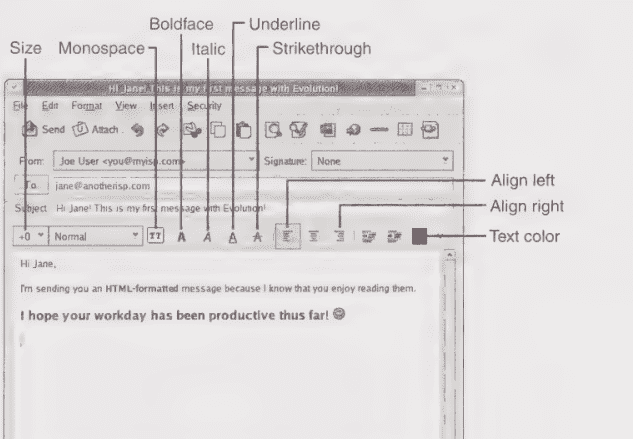 Boldface Underline
Size Monospace Italic Strikethrough
Hi Jane! This is my first message with Evolution!
File Edit Format View Insert Security
Send Attach
From: Joe User <you@myisp.com> Signature: None
To: jane@anotherisp.com
Subject: Hi Jane! This is my first message with Evolution!
Align left
Align right
+0 Normal TT A A A A Text color
Hi Jane,
I'm sending you an HTML-formatted message because I know that you enjoy reading them.
I hope your workday has been productive thus far!